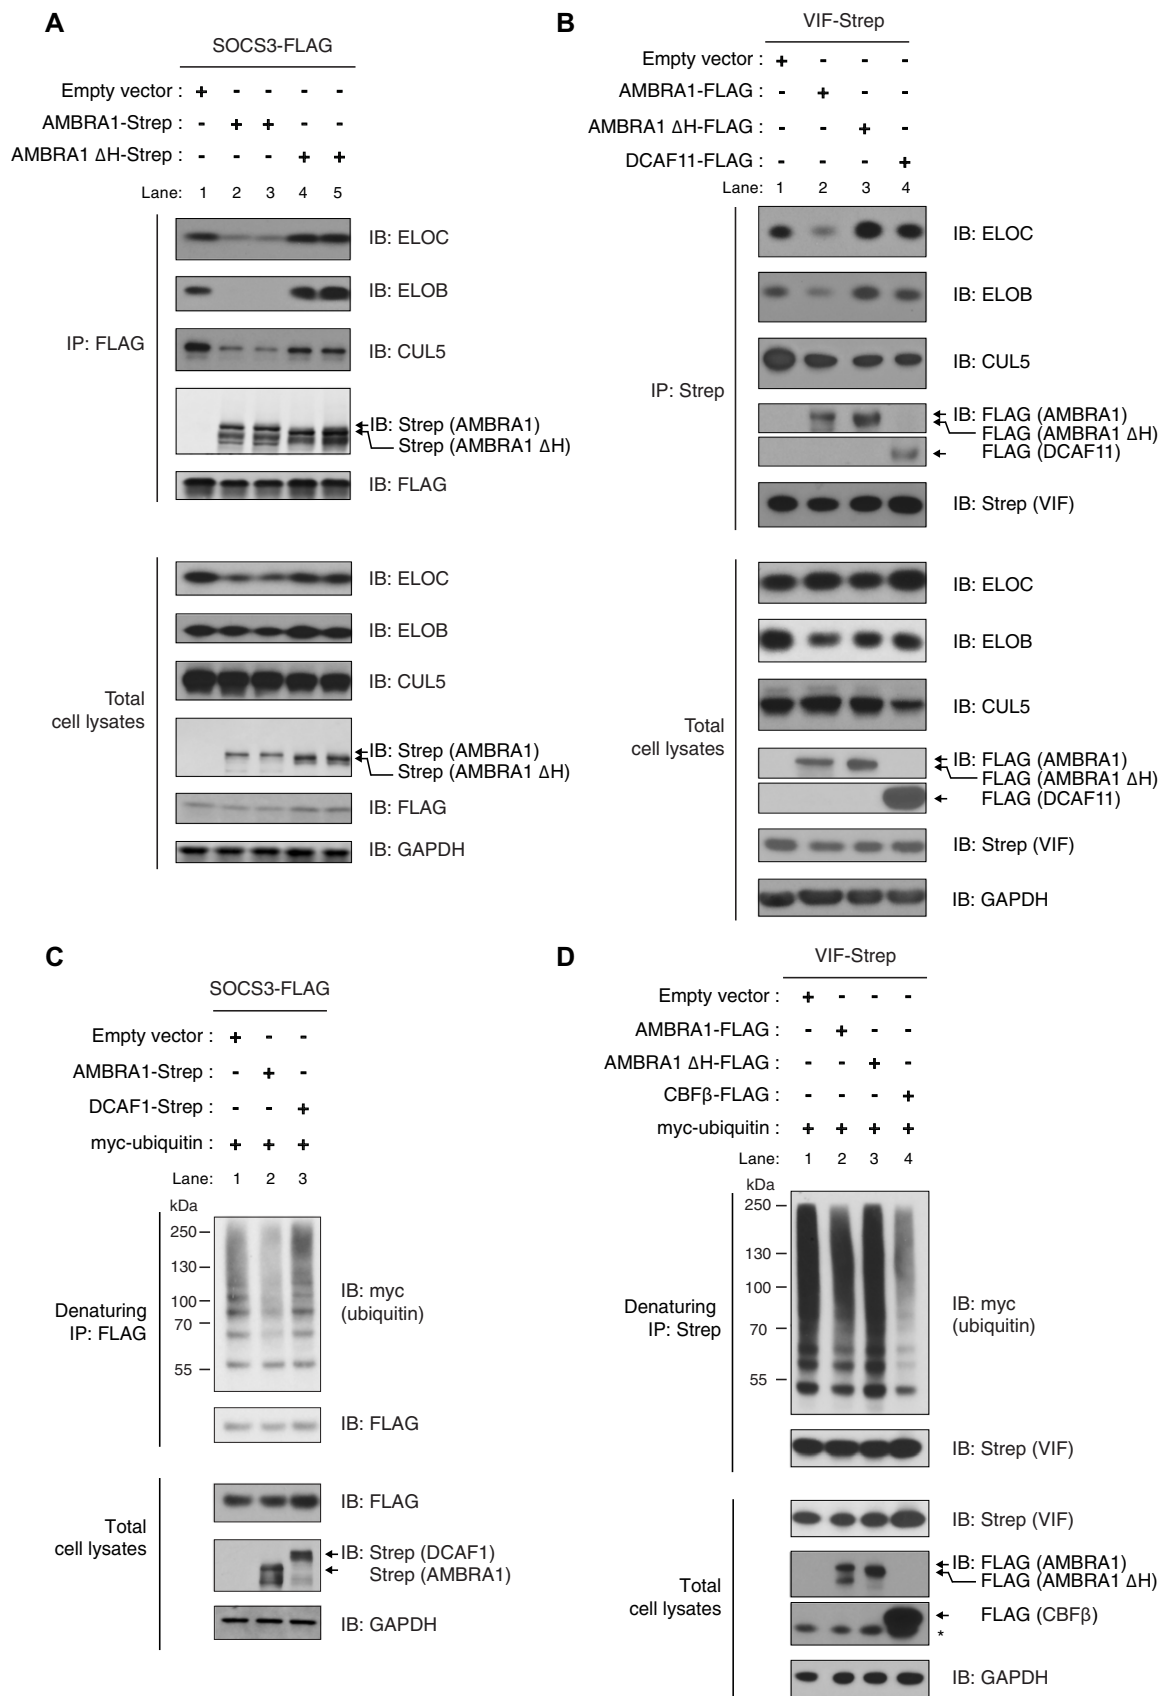 A
SOCS3-FLAG
Empty vector : + - - - -
AMBRA1-Strep : - + + - -
AMBRA1 ΔH-Strep : - - - + +
Lane: 1 2 3 4 5
IP: FLAG
IB: ELOC
IB: ELOB
IB: CUL5
IB: Strep (AMBRA1)
Strep (AMBRA1 ΔH)
IB: FLAG
Total
cell lysates
IB: ELOC
IB: ELOB
IB: CUL5
IB: Strep (AMBRA1)
Strep (AMBRA1 ΔH)
IB: FLAG
IB: GAPDH
B
VIF-Strep
Empty vector : + - - -
AMBRA1-FLAG : - + - -
AMBRA1 ΔH-FLAG : - - + -
DCAF11-FLAG : - - - +
Lane: 1 2 3 4
IP: Strep
IB: ELOC
IB: ELOB
IB: CUL5
IB: FLAG (AMBRA1)
FLAG (AMBRA1 ΔH)
FLAG (DCAF11)
IB: Strep (VIF)
Total
cell lysates
IB: ELOC
IB: ELOB
IB: CUL5
IB: FLAG (AMBRA1)
FLAG (AMBRA1 ΔH)
FLAG (DCAF11)
IB: Strep (VIF)
IB: GAPDH
C
SOCS3-FLAG
Empty vector : + - -
AMBRA1-Strep : - + -
DCAF1-Strep : - - +
myc-ubiquitin : + + +
Lane: 1 2 3
kDa
250
130
100
70
55
Denaturing
IP: FLAG
IB: myc
(ubiquitin)
IB: FLAG
Total
cell lysates
IB: FLAG
IB: Strep (DCAF1)
Strep (AMBRA1)
IB: GAPDH
D
VIF-Strep
Empty vector : + - - -
AMBRA1-FLAG : - + - -
AMBRA1 ΔH-FLAG : - - + -
CBFβ-FLAG : - - - +
myc-ubiquitin : + + + +
Lane: 1 2 3 4
kDa
250
130
100
70
55
Denaturing
IP: Strep
IB: myc
(ubiquitin)
IB: Strep (VIF)
Total
cell lysates
IB: Strep (VIF)
IB: FLAG (AMBRA1)
FLAG (AMBRA1 ΔH)
FLAG (CBFβ)
*
IB: GAPDH